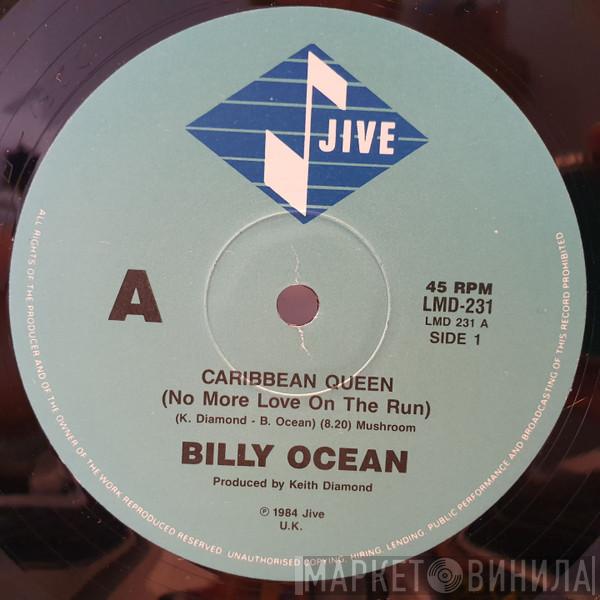 JIVE
A
45 RPM
LMD-231
LMD 231 A
SIDE 1
CARIBBEAN QUEEN
(No More Love On The Run)
(K. Diamond - B. Ocean) (8.20) Mushroom
BILLY OCEAN
Produced by Keith Diamond
℗ 1984 Jive
U.K.
ALL RIGHTS OF THE PRODUCER AND OF THE OWNER OF THE WORK REPRODUCED RESERVED. UNAUTHORISED COPYING, HIRING, LENDING, PUBLIC PERFORMANCE AND BROADCASTING OF THIS RECORD PROHIBITED
МАРКЕТ ВИНИЛА